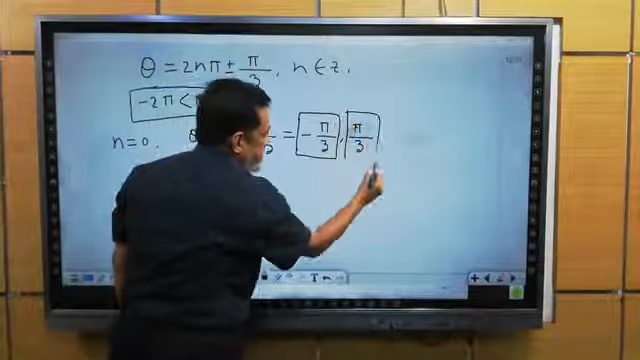 θ = 2nπ ± π/3, n ∈ z.
-2π <
n=0. = -π/3, π/3